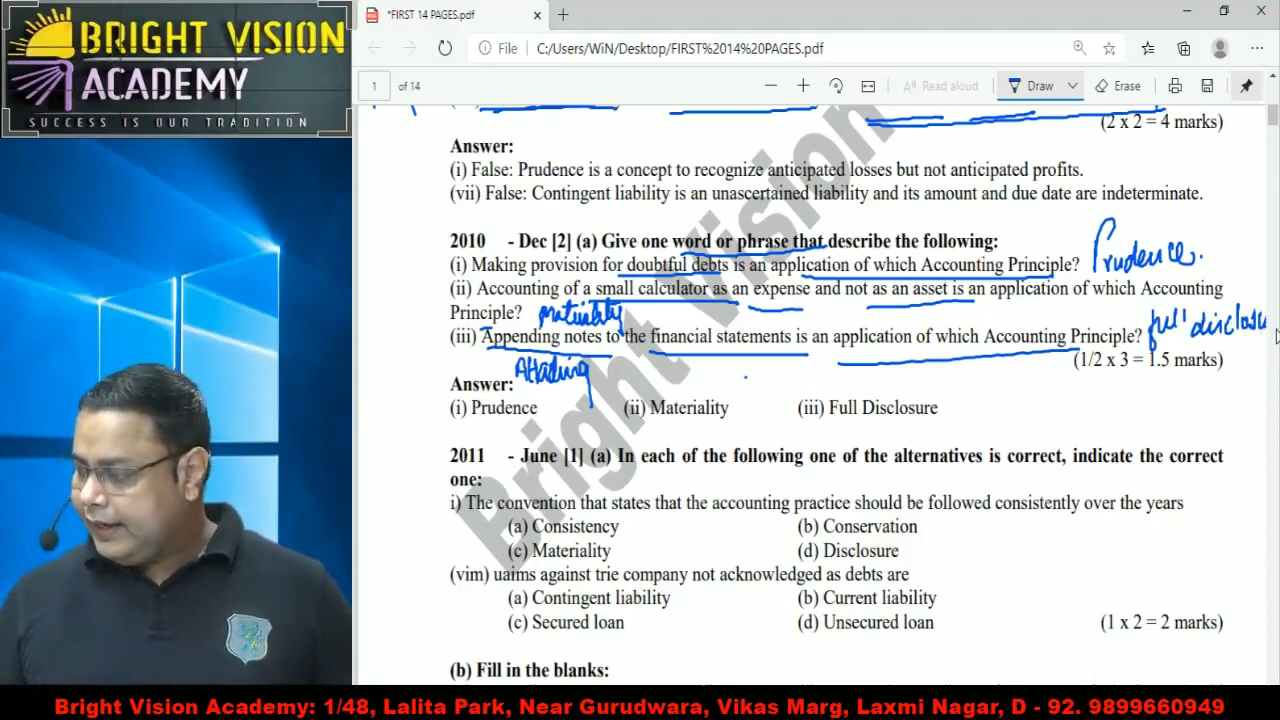 BRIGHT VISION
ACADEMY
SUCCESS IS OUR TRADITION
*FIRST 14 PAGES.pdf
File
C:/Users/WiN/Desktop/FIRST%2014%20PAGES.pdf
1 of 14
Read aloud
Draw
Erase
(2 x 2 = 4 marks)
Answer:
(i) False: Prudence is a concept to recognize anticipated losses but not anticipated profits.
(vii) False: Contingent liability is an unascertained liability and its amount and due date are indeterminate.
2010 - Dec [2] (a) Give one word or phrase that describe the following:
(i) Making provision for doubtful debts is an application of which Accounting Principle? Prudence.
(ii) Accounting of a small calculator as an expense and not as an asset is an application of which Accounting
Principle?
(iii) Appending notes to the financial statements is an application of which Accounting Principle? full disclosu
(1/2 x 3 = 1.5 marks)
Answer:
(i) Prudence (ii) Materiality (iii) Full Disclosure
2011 - June [1] (a) In each of the following one of the alternatives is correct, indicate the correct
one:
i) The convention that states that the accounting practice should be followed consistently over the years
(a) Consistency (b) Conservation
(c) Materiality (d) Disclosure
(vim) uaims against trie company not acknowledged as debts are
(a) Contingent liability (b) Current liability
(c) Secured loan (d) Unsecured loan (1 x 2 = 2 marks)
(b) Fill in the blanks:
Bright Vision
Bright Vision Academy: 1/48, Lalita Park, Near Gurudwara, Vikas Marg, Laxmi Nagar, D - 92. 9899660949